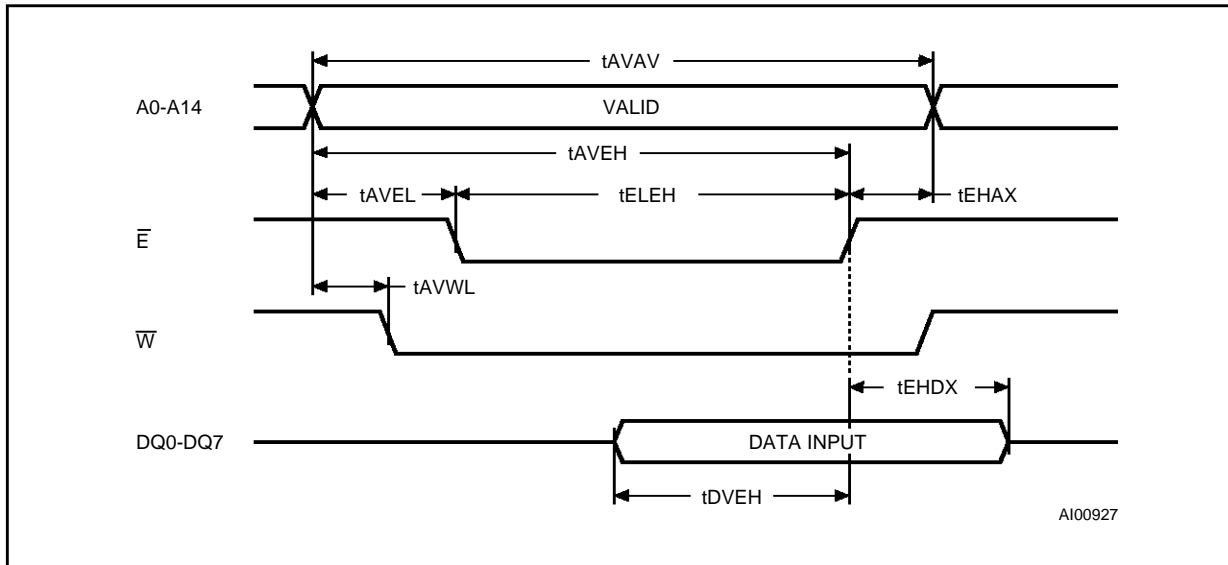 tAVAV
A0-A14 VALID
tAVEH
tAVEL tELEH tEHAX
E̅
tAVWL
W̅
tEHDX
DQ0-DQ7 DATA INPUT
tDVEH
AI00927